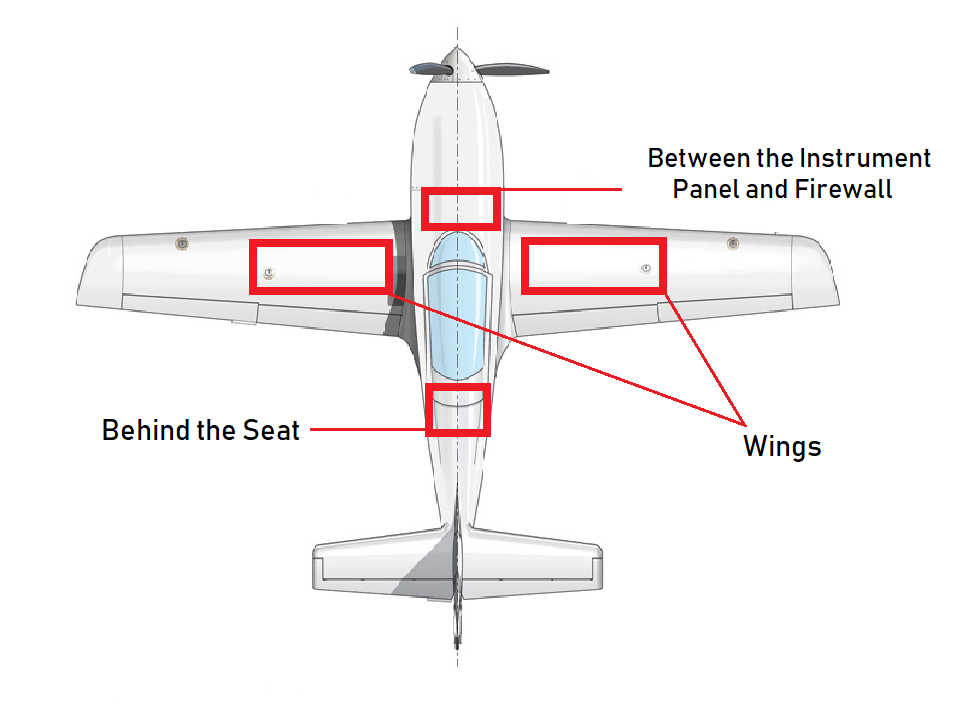 Between the Instrument
Panel and Firewall
Behind the Seat
Wings